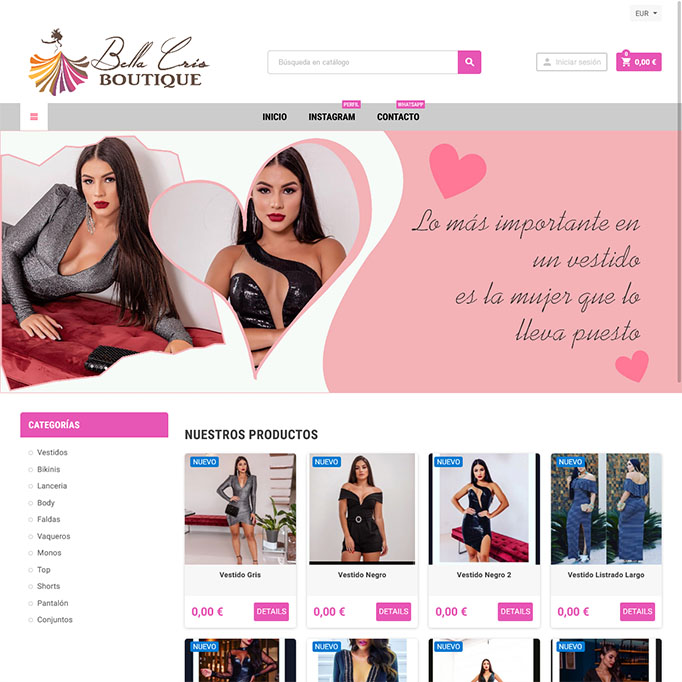 EUR
Bella Cris
BOUTIQUE
Búsqueda en catálogo
Iniciar sesión
0
0,00 €
INICIO
INSTAGRAM
PERFIL
CONTACTO
WHATSAPP
Lo más importante en
un vestido
es la mujer que lo
lleva puesto
CATEGORÍAS
Vestidos
Bikinis
Lanceria
Body
Faldas
Vaqueros
Monos
Top
Shorts
Pantalón
Conjuntos
NUESTROS PRODUCTOS
NUEVO
Vestido Gris
0,00 €
DETAILS
NUEVO
Vestido Negro
0,00 €
DETAILS
NUEVO
Vestido Negro 2
0,00 €
DETAILS
NUEVO
Vestido Listrado Largo
0,00 €
DETAILS
NUEVO
NUEVO
NUEVO
NUEVO